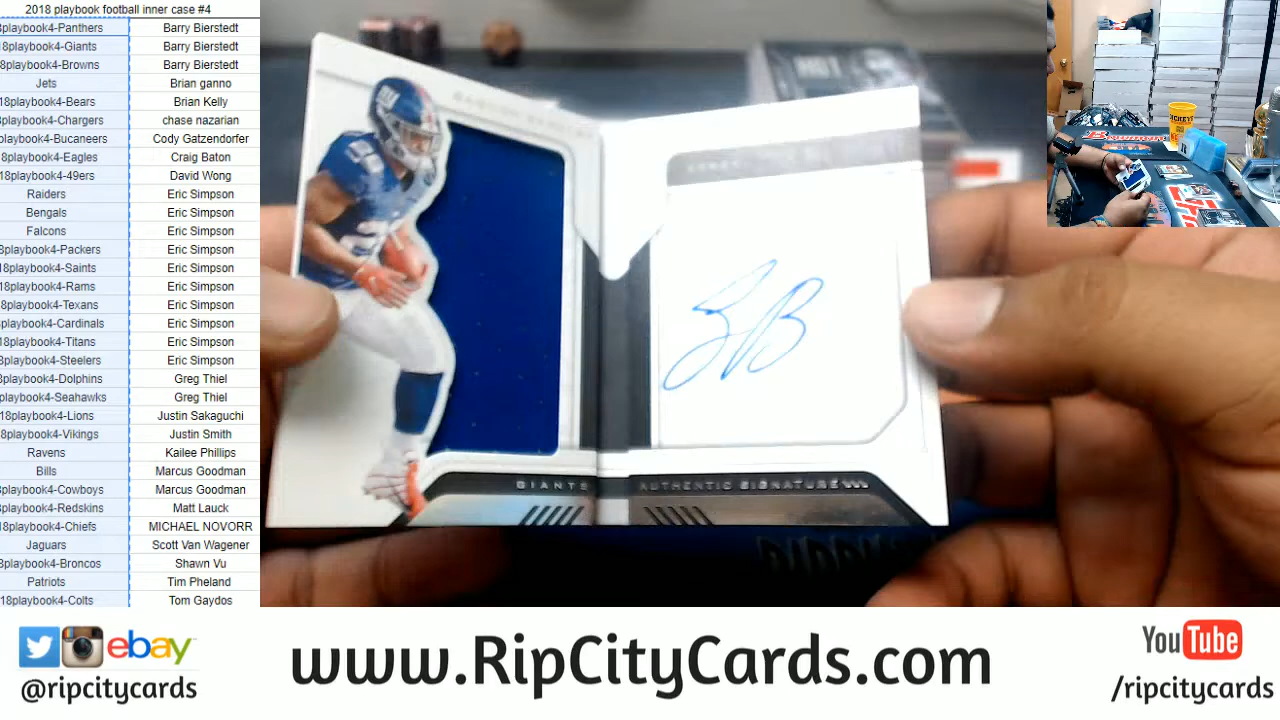 2018 playbook football inner case #4
8playbook4-Panthers Barry Bierstedt
18playbook4-Giants Barry Bierstedt
18playbook4-Browns Barry Bierstedt
Jets Brian ganno
18playbook4-Bears Brian Kelly
8playbook4-Chargers chase nazarian
playbook4-Bucaneers Cody Gatzendorfer
8playbook4-Eagles Craig Baton
18playbook4-49ers David Wong
Raiders Eric Simpson
Bengals Eric Simpson
Falcons Eric Simpson
8playbook4-Packers Eric Simpson
18playbook4-Saints Eric Simpson
18playbook4-Rams Eric Simpson
18playbook4-Texans Eric Simpson
8playbook4-Cardinals Eric Simpson
18playbook4-Titans Eric Simpson
8playbook4-Steelers Eric Simpson
8playbook4-Dolphins Greg Thiel
playbook4-Seahawks Greg Thiel
18playbook4-Lions Justin Sakaguchi
8playbook4-Vikings Justin Smith
Ravens Kailee Phillips
Bills Marcus Goodman
8playbook4-Cowboys Marcus Goodman
8playbook4-Redskins Matt Lauck
18playbook4-Chiefs MICHAEL NOVORR
Jaguars Scott Van Wagener
8playbook4-Broncos Shawn Vu
Patriots Tim Pheland
18playbook4-Colts Tom Gaydos
GIANTS
AUTHENTIC SIGNATURE
ebay
@ripcitycards
www.RipCityCards.com
YouTube
/ripcitycards